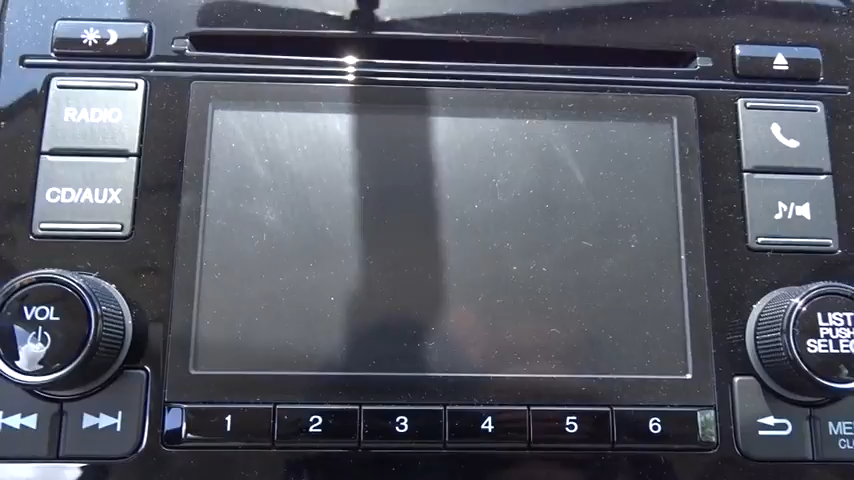 RADIO
CD/AUX
VOL
1 2 3 4 5 6
LIST
PUSH
SELEC
ME
CL